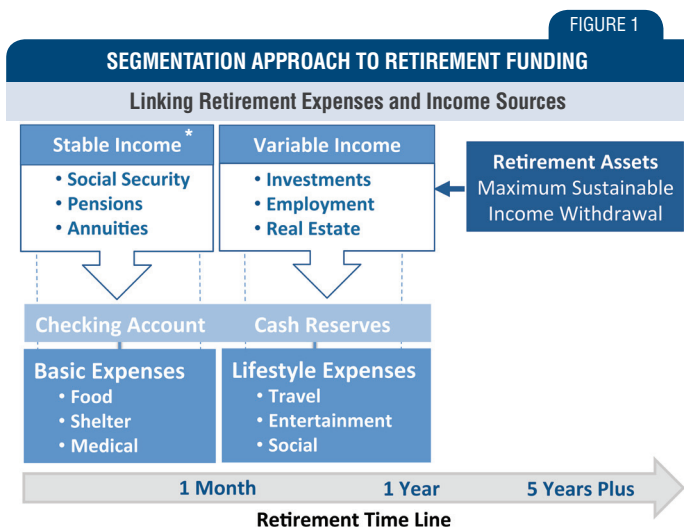 FIGURE 1
SEGMENTATION APPROACH TO RETIREMENT FUNDING
Linking Retirement Expenses and Income Sources
Stable Income*
• Social Security
• Pensions
• Annuities
Variable Income
• Investments
• Employment
• Real Estate
Retirement Assets
Maximum Sustainable
Income Withdrawal
Checking Account
Cash Reserves
Basic Expenses
• Food
• Shelter
• Medical
Lifestyle Expenses
• Travel
• Entertainment
• Social
1 Month
1 Year
5 Years Plus
Retirement Time Line